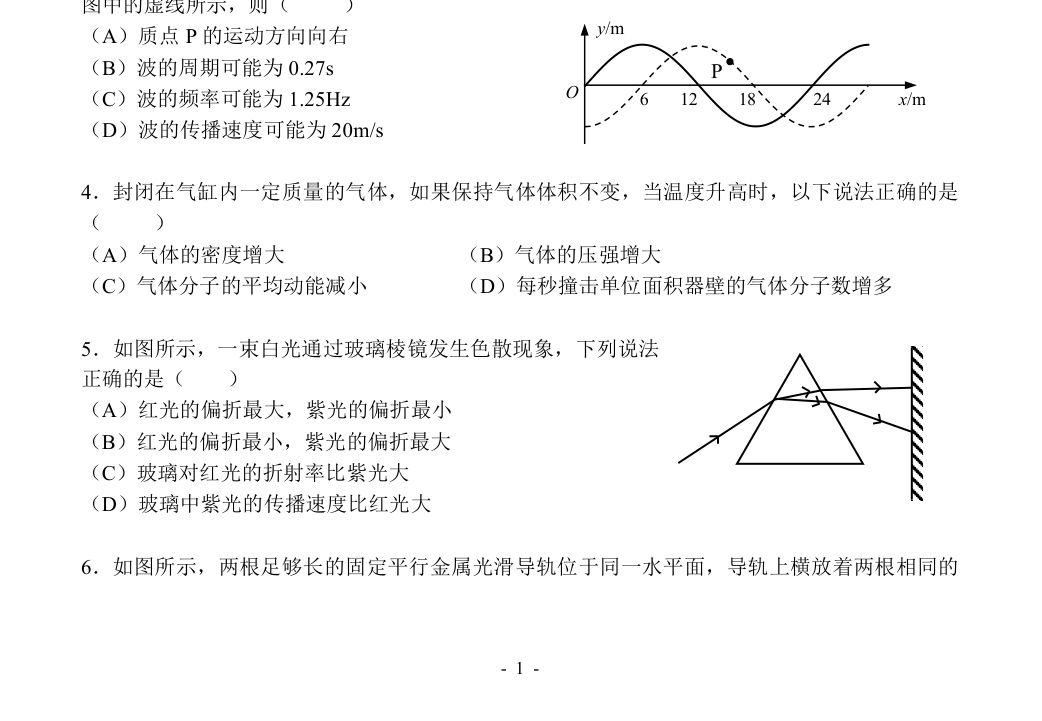 图中的虚线所示，则（　　）
（A）质点 P 的运动方向向右
（B）波的周期可能为 0.27s
（C）波的频率可能为 1.25Hz
（D）波的传播速度可能为 20m/s
y/m
P
O
6 12 18 24 x/m
4．封闭在气缸内一定质量的气体，如果保持气体体积不变，当温度升高时，以下说法正确的是
（　　）
（A）气体的密度增大 （B）气体的压强增大
（C）气体分子的平均动能减小 （D）每秒撞击单位面积器壁的气体分子数增多
5．如图所示，一束白光通过玻璃棱镜发生色散现象，下列说法
正确的是（　　）
（A）红光的偏折最大，紫光的偏折最小
（B）红光的偏折最小，紫光的偏折最大
（C）玻璃对红光的折射率比紫光大
（D）玻璃中紫光的传播速度比红光大
6．如图所示，两根足够长的固定平行金属光滑导轨位于同一水平面，导轨上横放着两根相同的
- 1 -